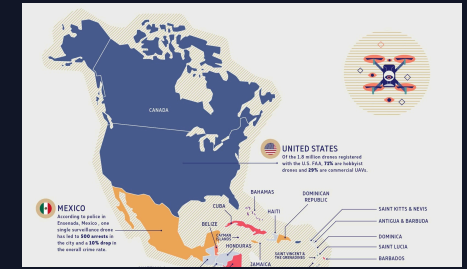 CANADA
UNITED STATES
Of the 1.8 million drones registered
with the U.S. FAA, 71% are hobbyist
drones and 29% are commercial UAVs.
MEXICO
According to police in
Ensenada, Mexico, one
single surveillance drone
has led to 500 arrests in
the city and a 10% drop in
the overall crime rate.
BAHAMAS
DOMINICAN
REPUBLIC
CUBA
HAITI
SAINT KITTS & NEVIS
ANTIGUA & BARBUDA
BELIZE
CAYMAN
ISLANDS
HONDURAS
DOMINICA
SAINT LUCIA
SAINT VINCENT &
THE GRENADINES
BARBADOS
JAMAICA